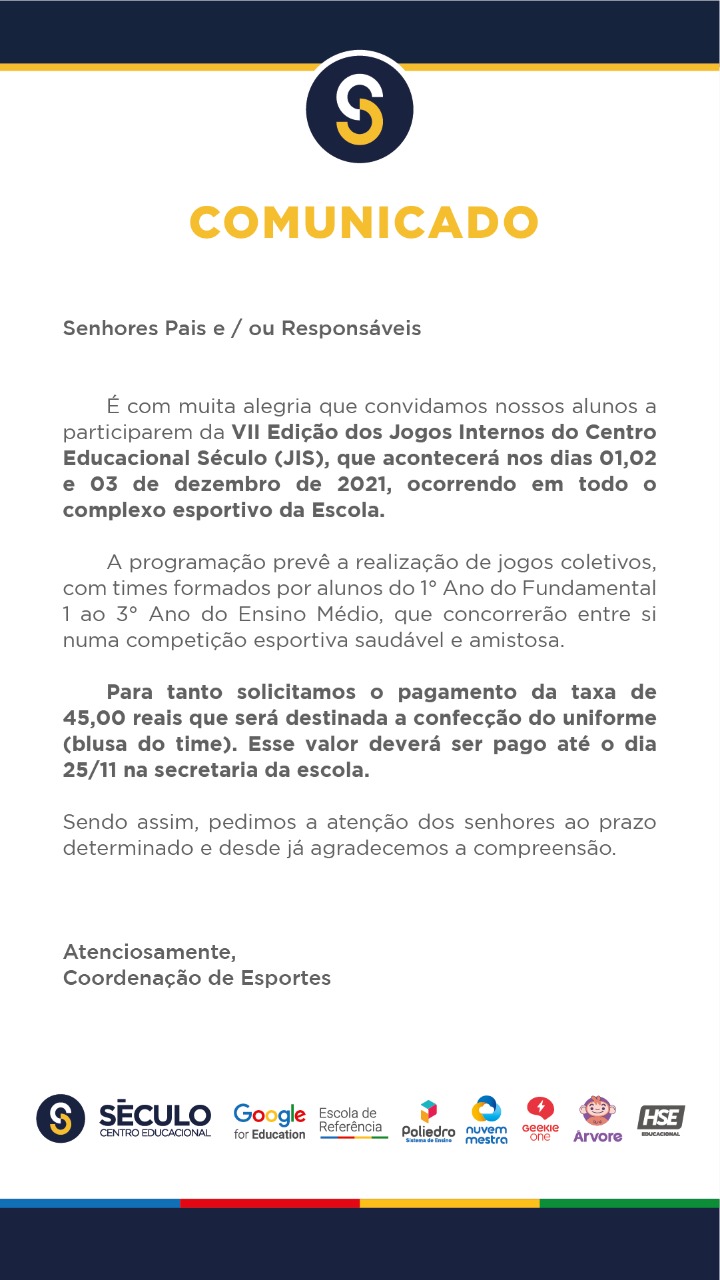 COMUNICADO
Senhores Pais e / ou Responsáveis
É com muita alegria que convidamos nossos alunos a
participarem da VII Edição dos Jogos Internos do Centro
Educacional Século (JIS), que acontecerá nos dias 01,02
e 03 de dezembro de 2021, ocorrendo em todo o
complexo esportivo da Escola.
A programação prevê a realização de jogos coletivos,
com times formados por alunos do 1° Ano do Fundamental
1 ao 3° Ano do Ensino Médio, que concorrerão entre si
numa competição esportiva saudável e amistosa.
Para tanto solicitamos o pagamento da taxa de
45,00 reais que será destinada a confecção do uniforme
(blusa do time). Esse valor deverá ser pago até o dia
25/11 na secretaria da escola.
Sendo assim, pedimos a atenção dos senhores ao prazo
determinado e desde já agradecemos a compreensão.
Atenciosamente,
Coordenação de Esportes
SÉCULO
CENTRO EDUCACIONAL
Google
for Education
Escola de
Referência
Poliedro
Sistema de Ensino
nuvem
mestra
GEEKIE
ONE
Árvore
HSE
EDUCACIONAL